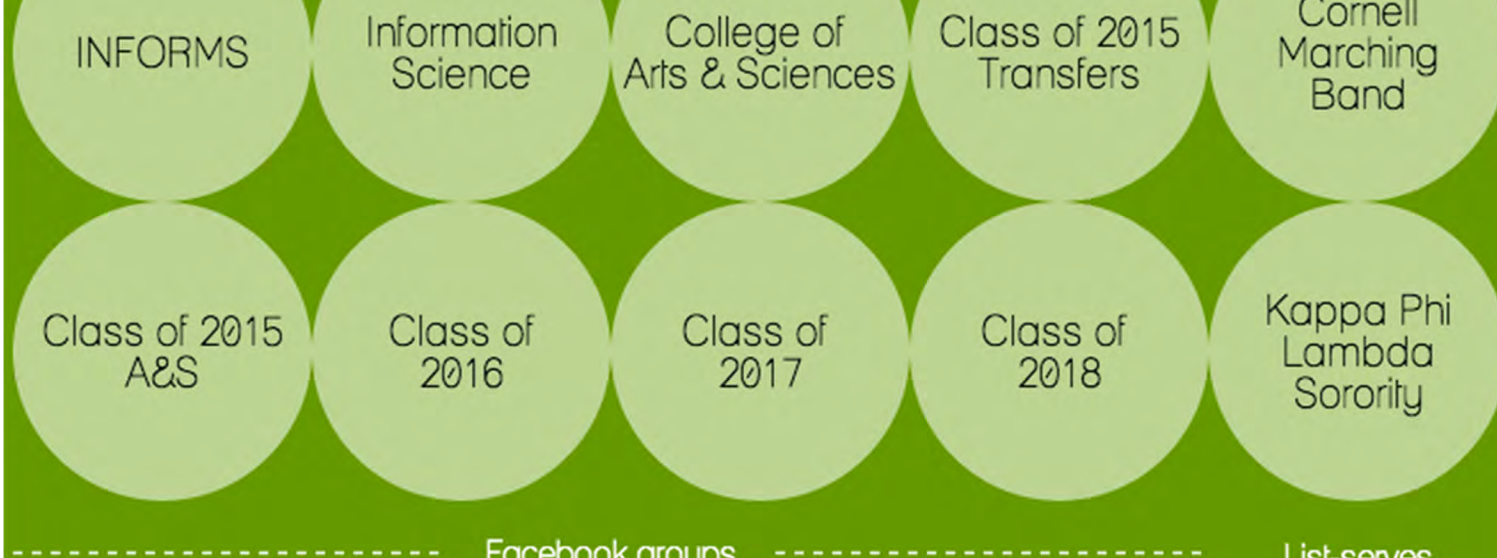 INFORMS
Information
Science
College of
Arts & Sciences
Class of 2015
Transfers
Cornell
Marching
Band
Class of 2015
A&S
Class of
2016
Class of
2017
Class of
2018
Kappa Phi
Lambda
Sorority
Facebook groups
List-serves